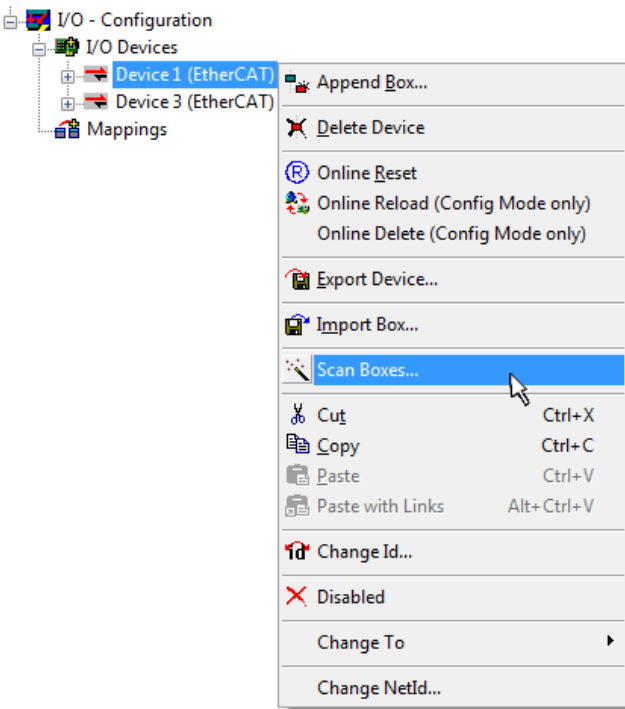 I/O - Configuration
I/O Devices
Device 1 (EtherCAT)
Device 3 (EtherCAT)
Mappings
Append Box...
Delete Device
Online Reset
Online Reload (Config Mode only)
Online Delete (Config Mode only)
Export Device...
Import Box...
Scan Boxes...
Cut Ctrl+X
Copy Ctrl+C
Paste Ctrl+V
Paste with Links Alt+Ctrl+V
Change Id...
Disabled
Change To
Change NetId...